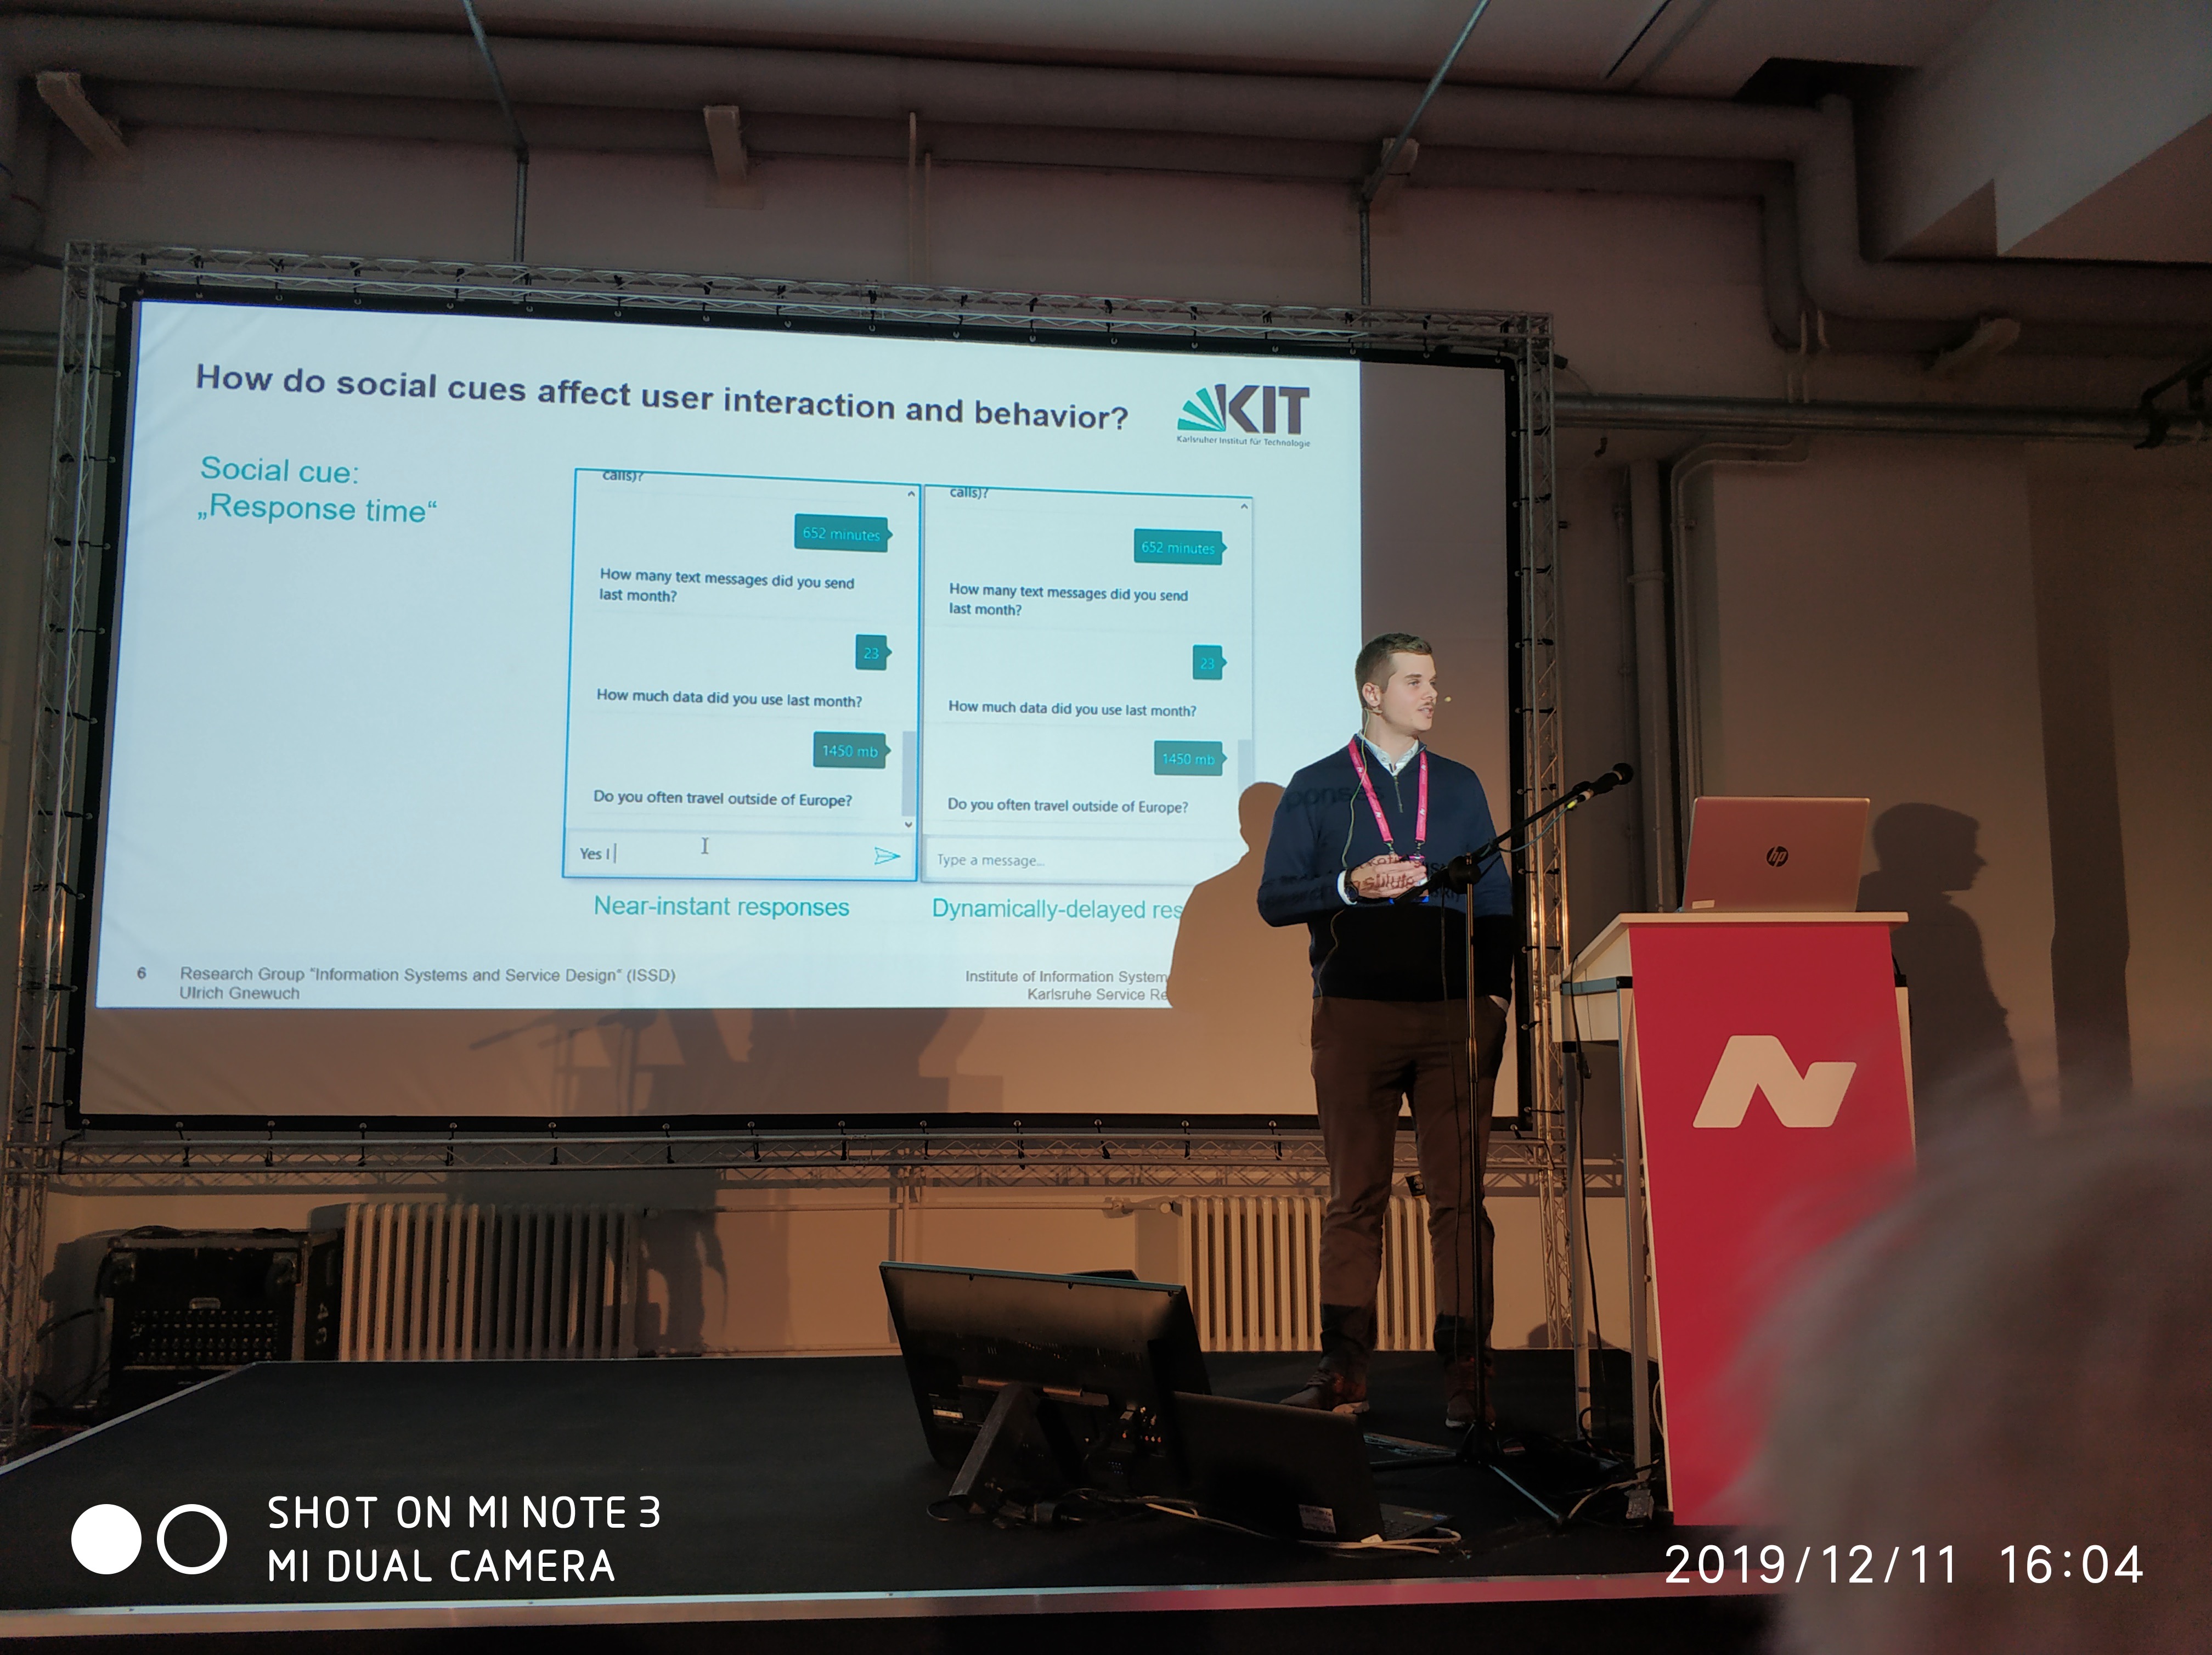 How do social cues affect user interaction and behavior?
KIT
Karlsruher Institut für Technologie
Social cue:
„Response time“
calls)?
652 minutes
How many text messages did you send
last month?
23
How much data did you use last month?
1450 mb
Do you often travel outside of Europe?
Yes I
Near-instant responses
calls)?
652 minutes
How many text messages did you send
last month?
23
How much data did you use last month?
1450 mb
Do you often travel outside of Europe?
Type a message...
Dynamically-delayed res
ponses
6
Research Group "Information Systems and Service Design" (ISSD)
Ulrich Gnewuch
Institute of Information System
Karlsruhe Service Re
hp
N
SHOT ON MI NOTE 3
MI DUAL CAMERA
2019/12/11 16:04